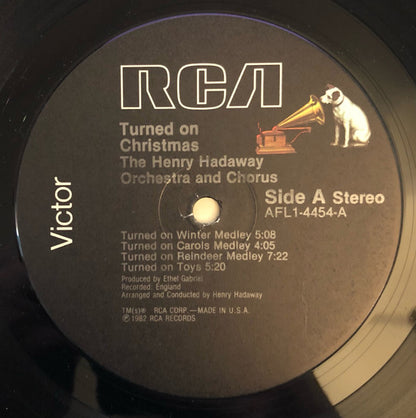 RCA
Turned on
Christmas
The Henry Hadaway
Orchestra and Chorus
Side A Stereo
AFL1-4454-A
Victor
Turned on Winter Medley 5:08
Turned on Carols Medley 4:05
Turned on Reindeer Medley 7:22
Turned on Toys 5:20
Produced by Ethel Gabriel
Recorded: England
Arranged and Conducted by Henry Hadaway
TM(s)® RCA CORP.—MADE IN U.S.A.
℗ 1982 RCA RECORDS